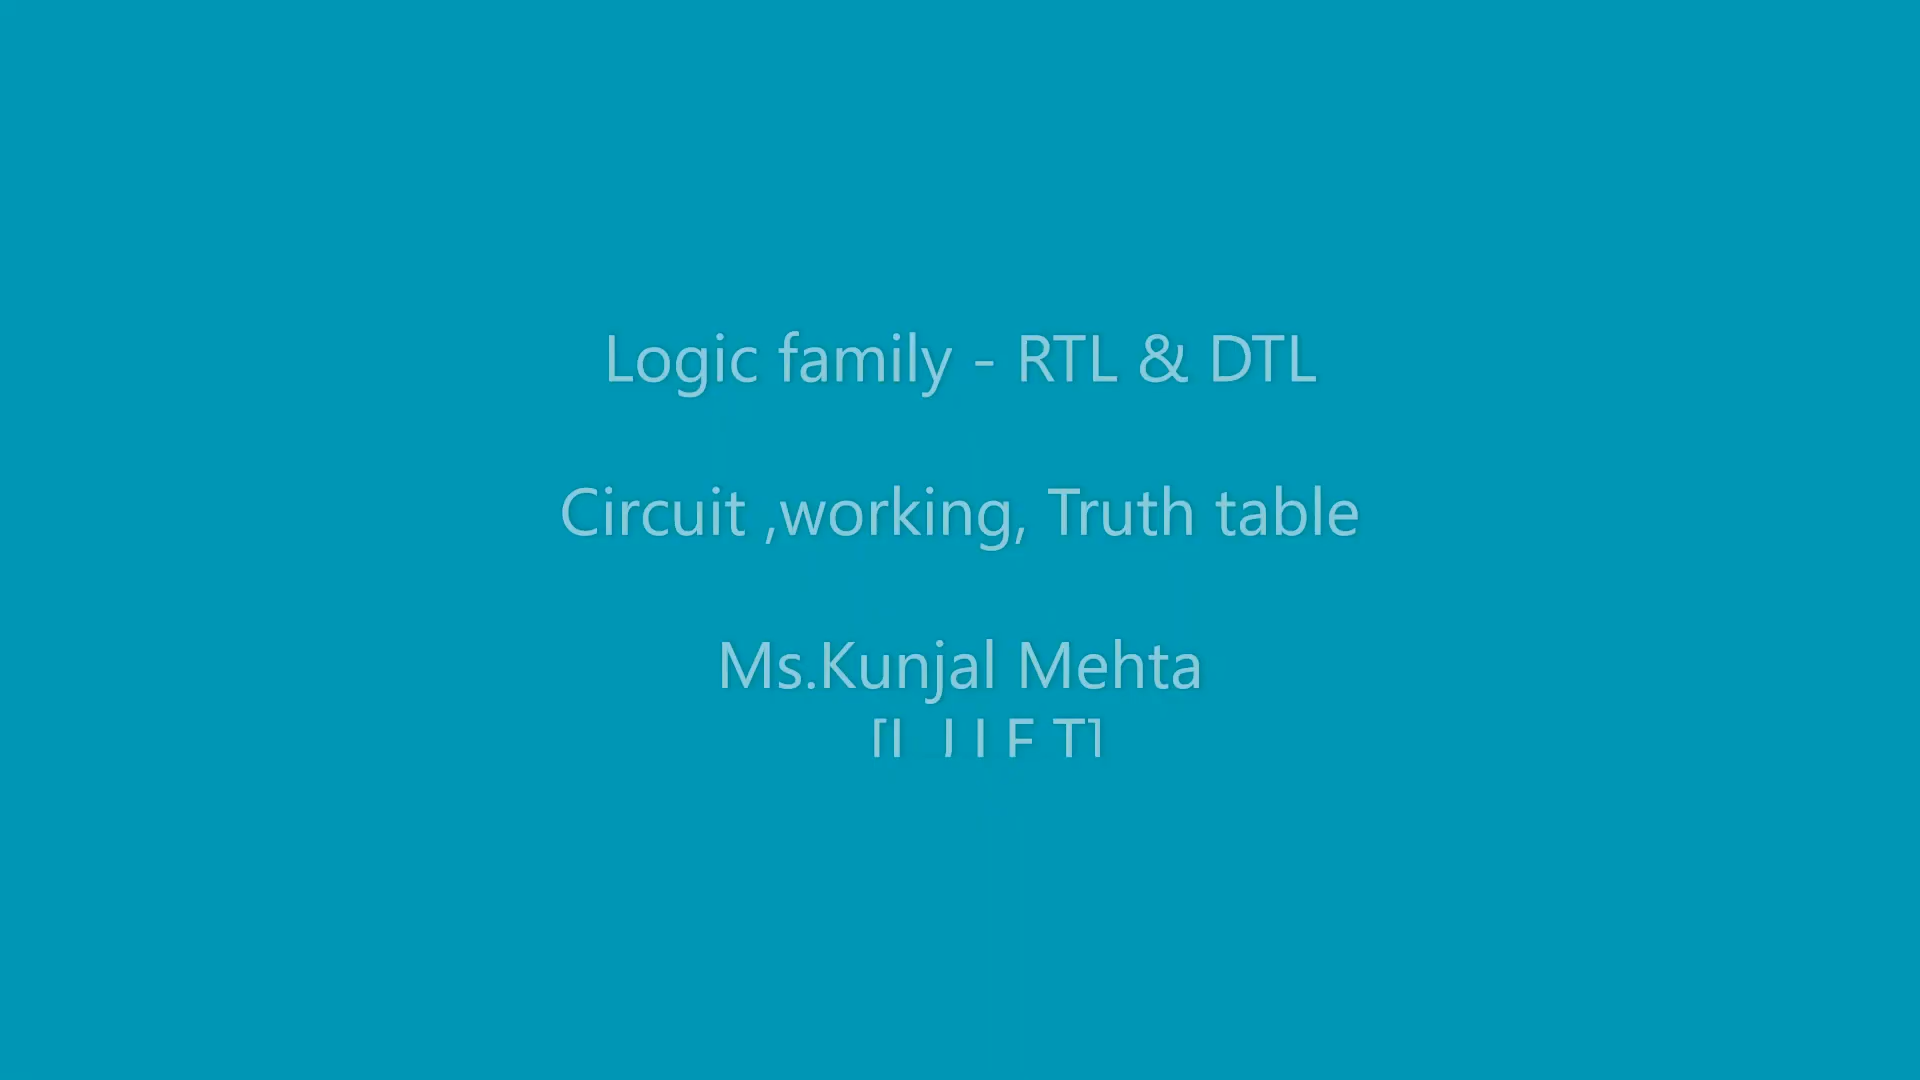 Logic family - RTL & DTL
Circuit ,working, Truth table
Ms.Kunjal Mehta